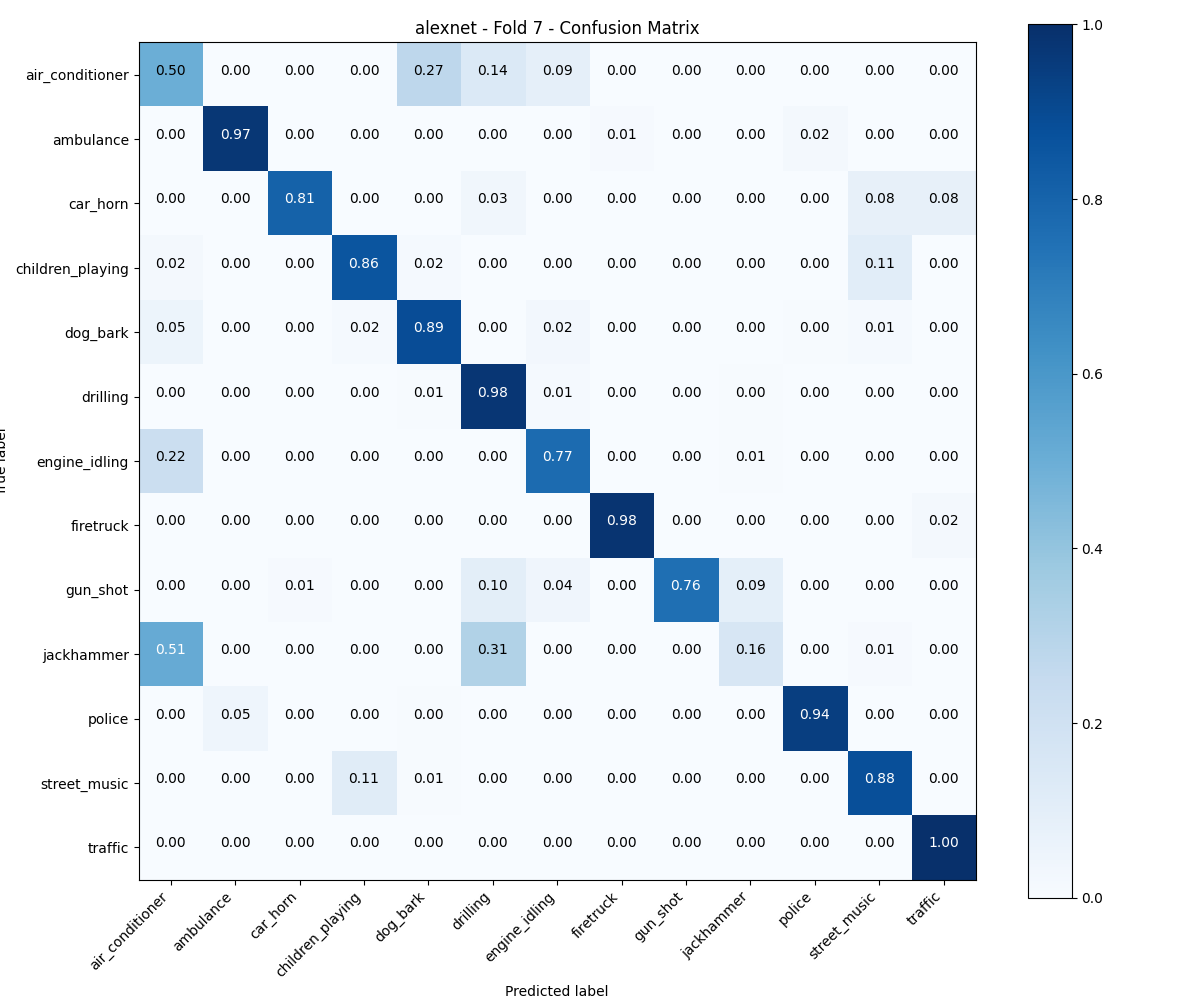 alexnet - Fold 7 - Confusion Matrix
air_conditioner 0.50 0.00 0.00 0.00 0.27 0.14 0.09 0.00 0.00 0.00 0.00 0.00 0.00
ambulance 0.00 0.97 0.00 0.00 0.00 0.00 0.00 0.01 0.00 0.00 0.02 0.00 0.00
car_horn 0.00 0.00 0.81 0.00 0.00 0.03 0.00 0.00 0.00 0.00 0.00 0.08 0.08
children_playing 0.02 0.00 0.00 0.86 0.02 0.00 0.00 0.00 0.00 0.00 0.00 0.11 0.00
dog_bark 0.05 0.00 0.00 0.02 0.89 0.00 0.02 0.00 0.00 0.00 0.00 0.01 0.00
drilling 0.00 0.00 0.00 0.00 0.01 0.98 0.01 0.00 0.00 0.00 0.00 0.00 0.00
engine_idling 0.22 0.00 0.00 0.00 0.00 0.00 0.77 0.00 0.00 0.01 0.00 0.00 0.00
firetruck 0.00 0.00 0.00 0.00 0.00 0.00 0.00 0.98 0.00 0.00 0.00 0.00 0.02
gun_shot 0.00 0.00 0.01 0.00 0.00 0.10 0.04 0.00 0.76 0.09 0.00 0.00 0.00
jackhammer 0.51 0.00 0.00 0.00 0.00 0.31 0.00 0.00 0.00 0.16 0.00 0.01 0.00
police 0.00 0.05 0.00 0.00 0.00 0.00 0.00 0.00 0.00 0.00 0.94 0.00 0.00
street_music 0.00 0.00 0.00 0.11 0.01 0.00 0.00 0.00 0.00 0.00 0.00 0.88 0.00
traffic 0.00 0.00 0.00 0.00 0.00 0.00 0.00 0.00 0.00 0.00 0.00 0.00 1.00
air_conditioner ambulance car_horn children_playing dog_bark drilling engine_idling firetruck gun_shot jackhammer police street_music traffic
Predicted label
1.0
0.8
0.6
0.4
0.2
0.0
label